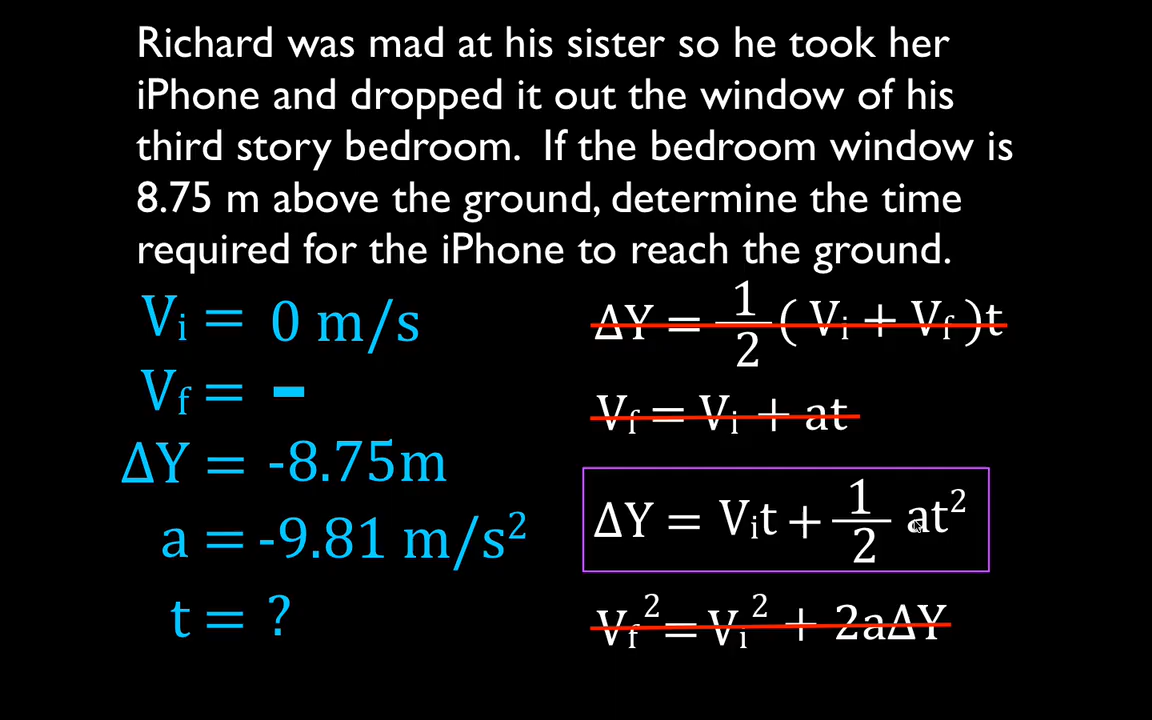 Richard was mad at his sister so he took her
iPhone and dropped it out the window of his
third story bedroom.  If the bedroom window is
8.75 m above the ground, determine the time
required for the iPhone to reach the ground.
Vi = 0 m/s
Vf = -
ΔY = -8.75m
a = -9.81 m/s²
t = ?
ΔY = 1/2 ( Vi + Vf )t
Vf = Vi + at
ΔY = Vit + 1/2 at²
Vf² = Vi² + 2aΔY